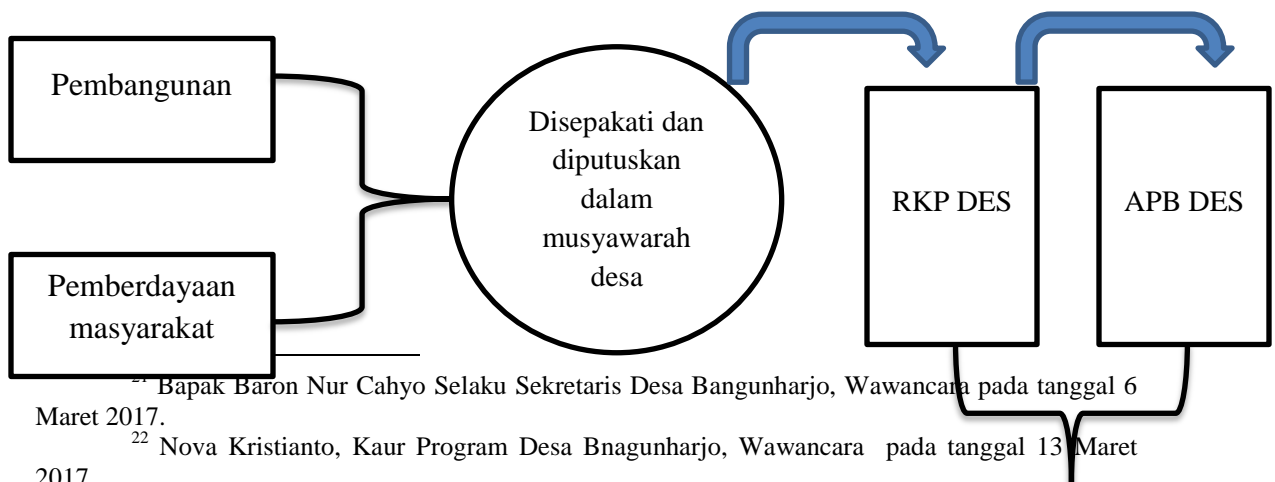 Pembangunan
Pemberdayaan
masyarakat
Disepakati dan
diputuskan
dalam
musyawarah
desa
RKP DES
APB DES
21 Bapak Baron Nur Cahyo Selaku Sekretaris Desa Bangunharjo, Wawancara pada tanggal 6
Maret 2017.
22 Nova Kristianto, Kaur Program Desa Bnagunharjo, Wawancara pada tanggal 13 Maret
2017